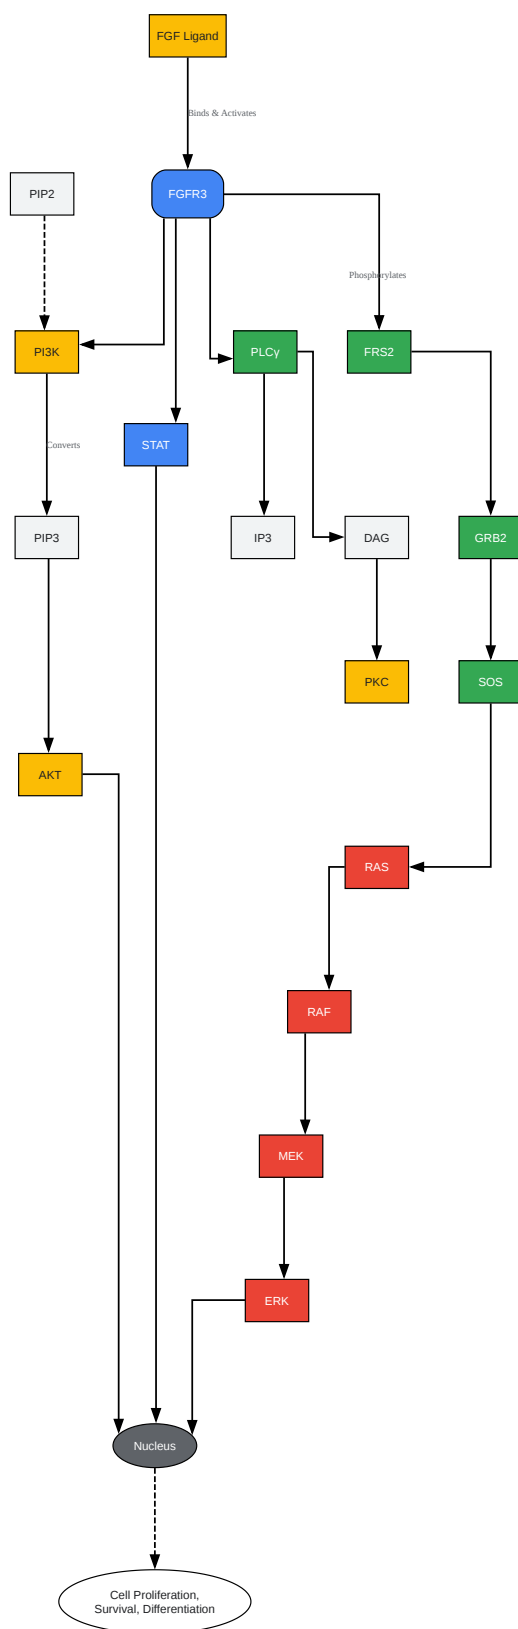 FGF Ligand
Binds & Activates
PIP2
FGFR3
Phosphorylates
PI3K
PLCγ
FRS2
STAT
Converts
PIP3
IP3
DAG
GRB2
PKC
SOS
AKT
RAS
RAF
MEK
ERK
Nucleus
Cell Proliferation,
Survival, Differentiation